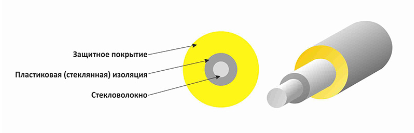 Защитное покрытие
Пластиковая (стеклянная) изоляция
Стекловолокно